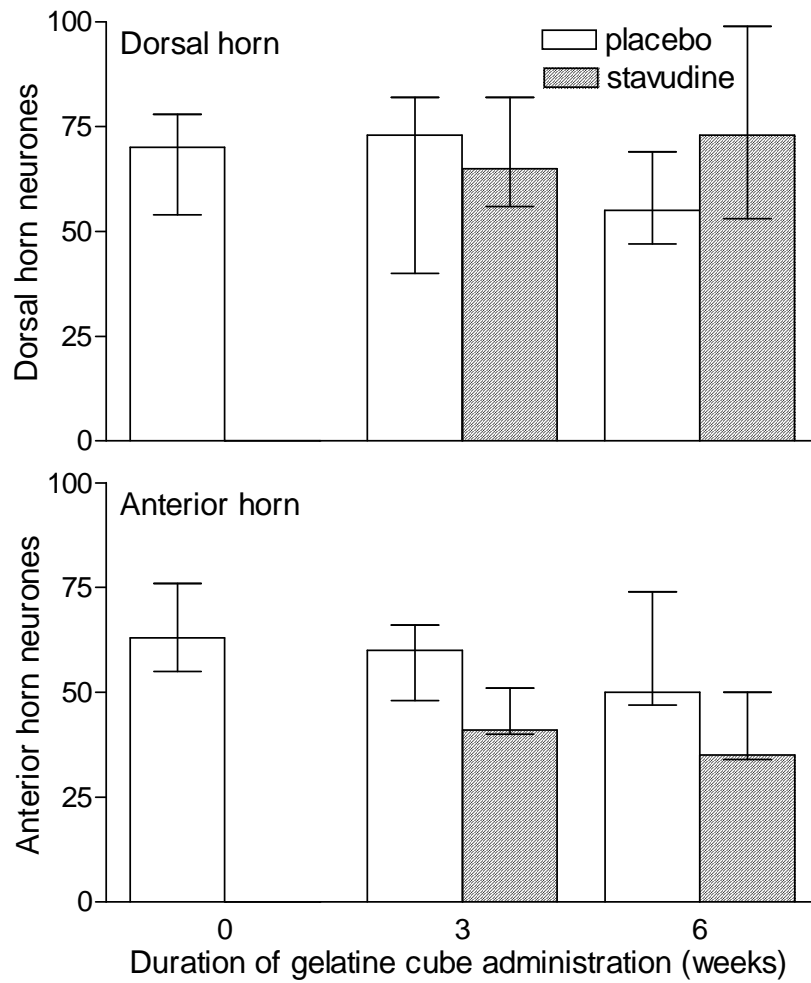 Dorsal horn
placebo
stavudine
Dorsal horn neurones
100
75
50
25
0
Anterior horn
Anterior horn neurones
100
75
50
25
0
0 3 6
Duration of gelatine cube administration (weeks)